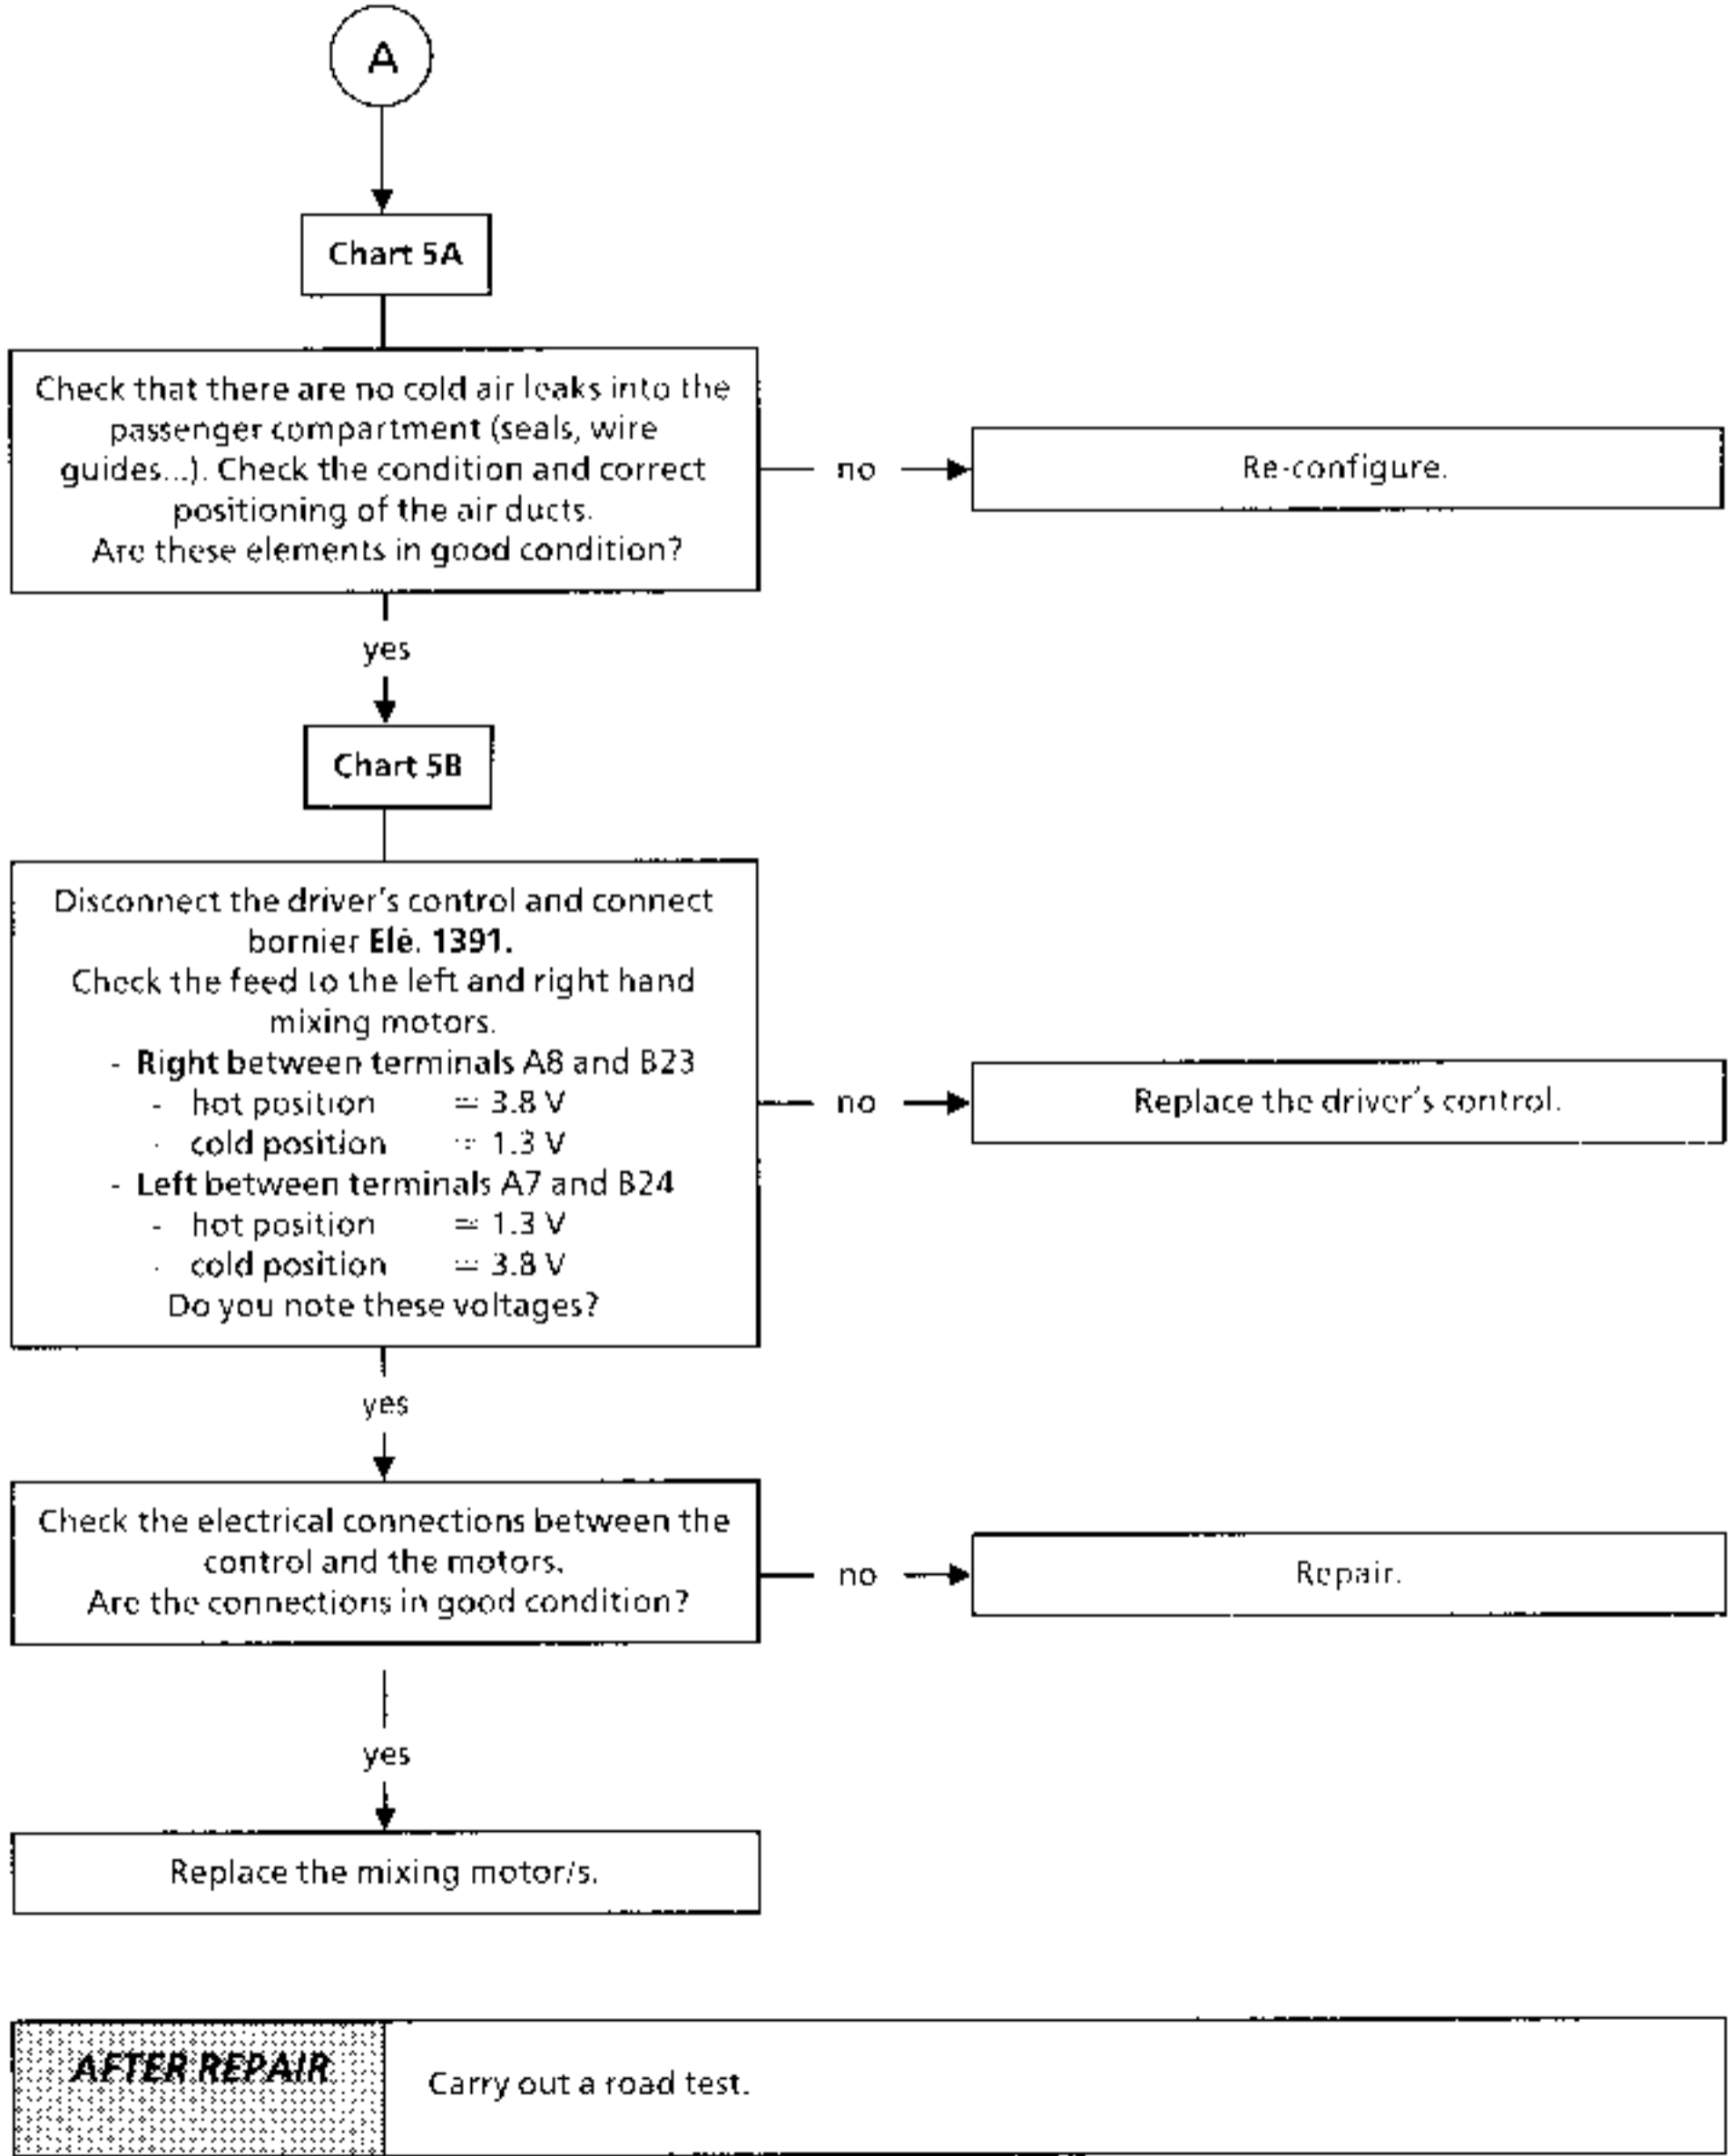 A
Chart 5A
Check that there are no cold air leaks into the
passenger compartment (seals, wire
guides...). Check the condition and correct
positioning of the air ducts.
Are these elements in good condition?
no
Re-configure.
yes
Chart 5B
Disconnect the driver's control and connect
bornier Elé. 1391.
Check the feed to the left and right hand
mixing motors.
- Right between terminals A8 and B23
- hot position = 3.8 V
- cold position = 1.3 V
- Left between terminals A7 and B24
- hot position = 1.3 V
- cold position = 3.8 V
Do you note these voltages?
no
Replace the driver's control.
yes
Check the electrical connections between the
control and the motors.
Are the connections in good condition?
no
Repair.
yes
Replace the mixing motor/s.
AFTER REPAIR
Carry out a road test.